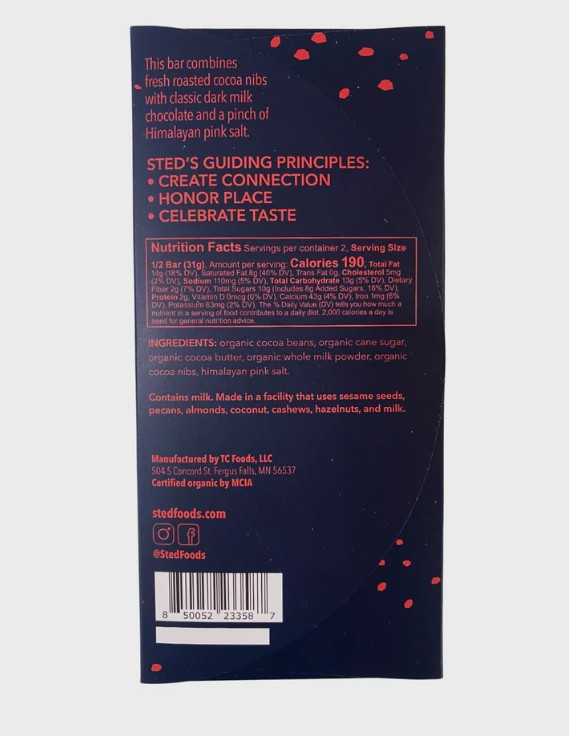 This bar combines
fresh roasted cocoa nibs
with classic dark milk
chocolate and a pinch of
Himalayan pink salt.
STED'S GUIDING PRINCIPLES:
• CREATE CONNECTION
• HONOR PLACE
• CELEBRATE TASTE
Nutrition Facts Servings per container 2, Serving Size
1/2 Bar (31g), Amount per serving: Calories 190, Total Fat
14g (18% DV), Saturated Fat 8g (40% DV), Trans Fat 0g, Cholesterol 5mg
(2% DV), Sodium 110mg (5% DV), Total Carbohydrate 13g (5% DV), Dietary
Fiber 2g (7% DV), Total Sugars 10g (Includes 8g Added Sugars, 16% DV),
Protein 2g, Vitamin D 0mcg (0% DV), Calcium 43g (4% DV), Iron 1mg (6%
DV), Potassium 63mg (2% DV). The % Daily Value (DV) tells you how much a
nutrient in a serving of food contributes to a daily diet. 2,000 calories a day is
used for general nutrition advice.
INGREDIENTS: organic cocoa beans, organic cane sugar,
organic cocoa butter, organic whole milk powder, organic
cocoa nibs, himalayan pink salt.
Contains milk. Made in a facility that uses sesame seeds,
pecans, almonds, coconut, cashews, hazelnuts, and milk.
Manufactured by TC Foods, LLC
504 S Concord St. Fergus Falls, MN 56537
Certified organic by MCIA
stedfoods.com
@StedFoods
8 50052 23358 7